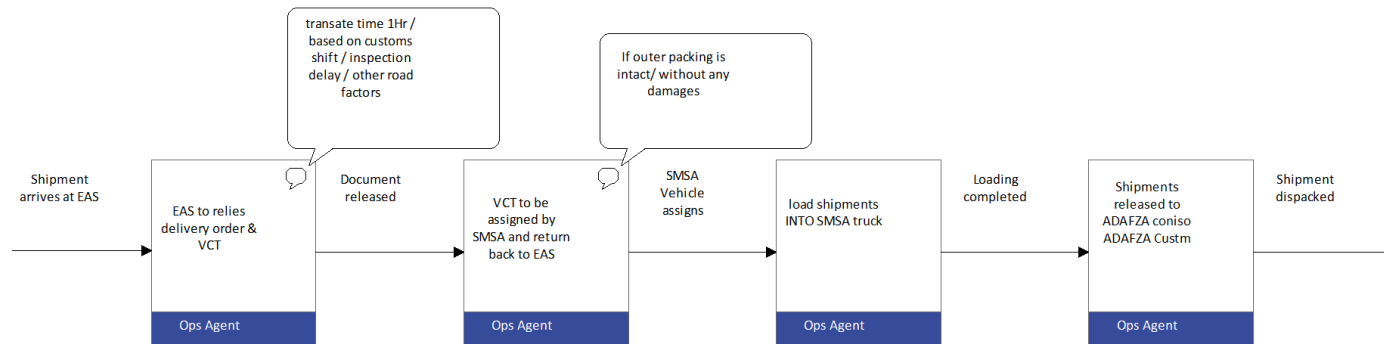 transate time 1Hr /
based on customs
shift / inspection
delay / other road
factors
If outer packing is
intact/ without any
damages
Shipment
arrives at EAS
EAS to relies
delivery order &
VCT
Ops Agent
Document
released
VCT to be
assigned by
SMSA and return
back to EAS
Ops Agent
SMSA
Vehicle
assigns
load shipments
INTO SMSA truck
Ops Agent
Loading
completed
Shipments
released to
ADAFZA coniso
ADAFZA Custm
Ops Agent
Shipment
dispacked